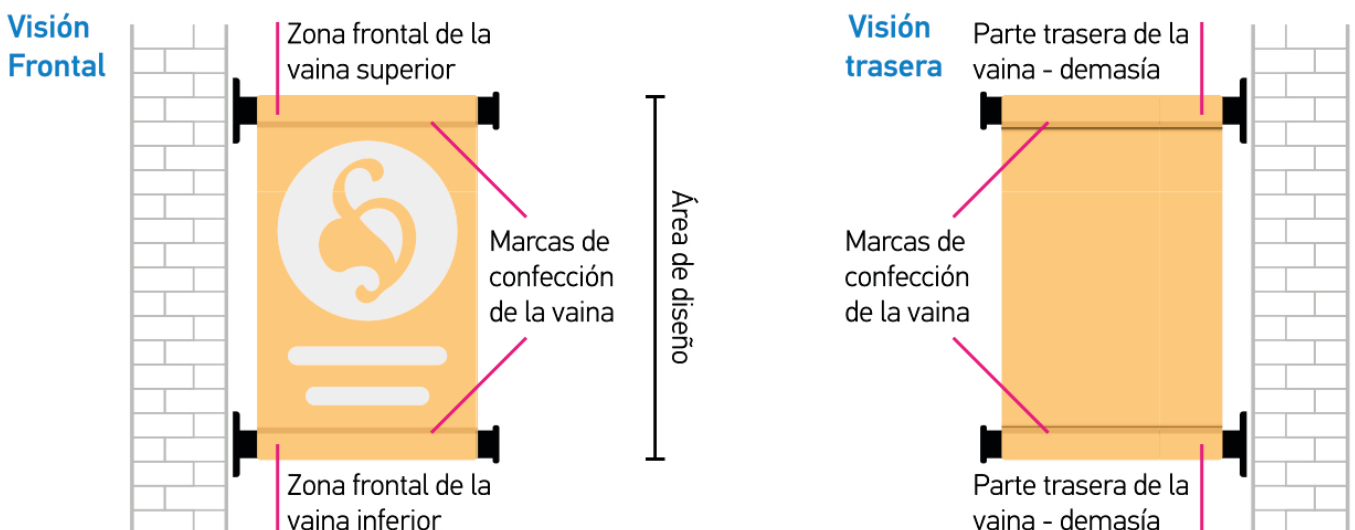 Visión
Frontal
Zona frontal de la
vaina superior
Marcas de
confección
de la vaina
Zona frontal de la
vaina inferior
Área de diseño
Visión
trasera
Parte trasera de la
vaina - demasía
Marcas de
confección
de la vaina
Parte trasera de la
vaina - demasía